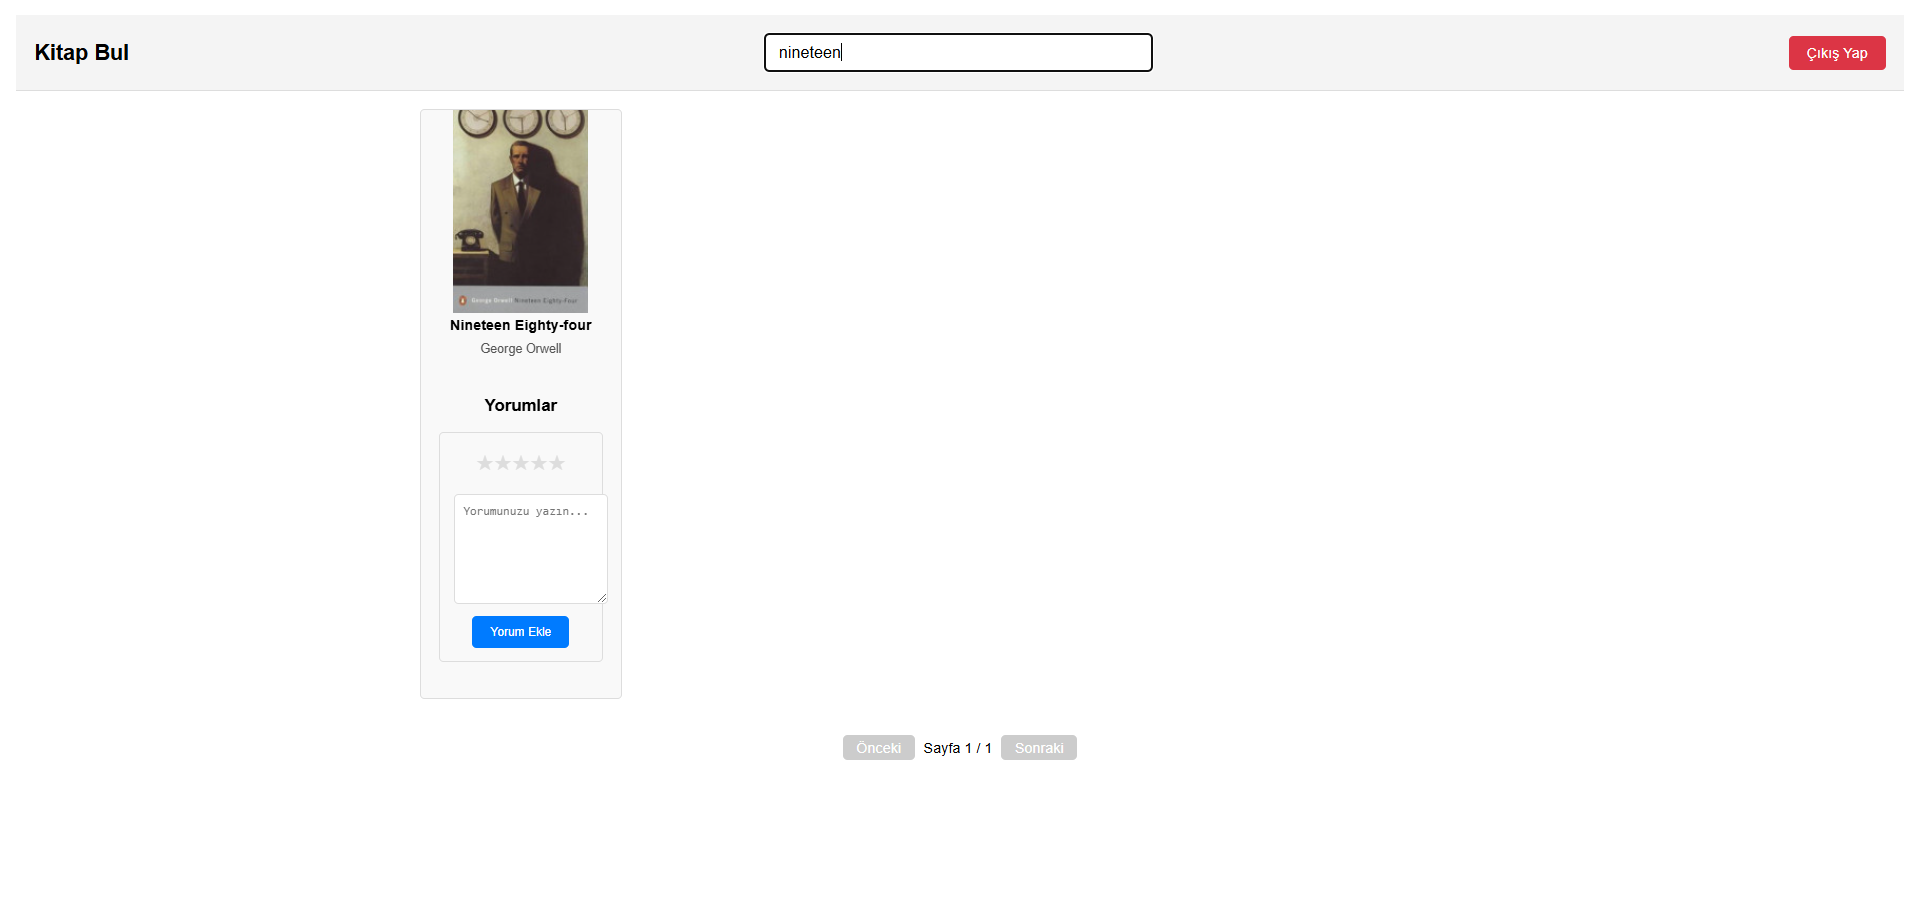 Kitap Bul
nineteen
Çıkış Yap
George Orwell Nineteen Eighty-Four
Nineteen Eighty-four
George Orwell
Yorumlar
★★★★★
Yorumunuzu yazın...
Yorum Ekle
Önceki Sayfa 1 / 1 Sonraki